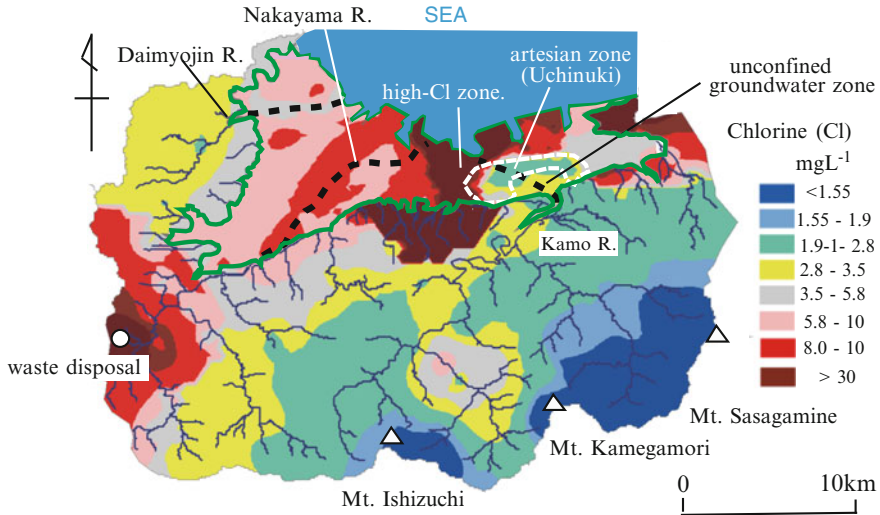 Nakayama R.
SEA
Daimyojin R.
artesian zone
(Uchinuki)
unconfined
groundwater zone
high-Cl zone.
Chlorine (Cl)
mgL-1
<1.55
1.55 - 1.9
1.9-1- 2.8
2.8 - 3.5
3.5 - 5.8
5.8 - 10
8.0 - 10
> 30
Kamo R.
waste disposal
Mt. Sasagamine
Mt. Kamegamori
Mt. Ishizuchi
0 10km